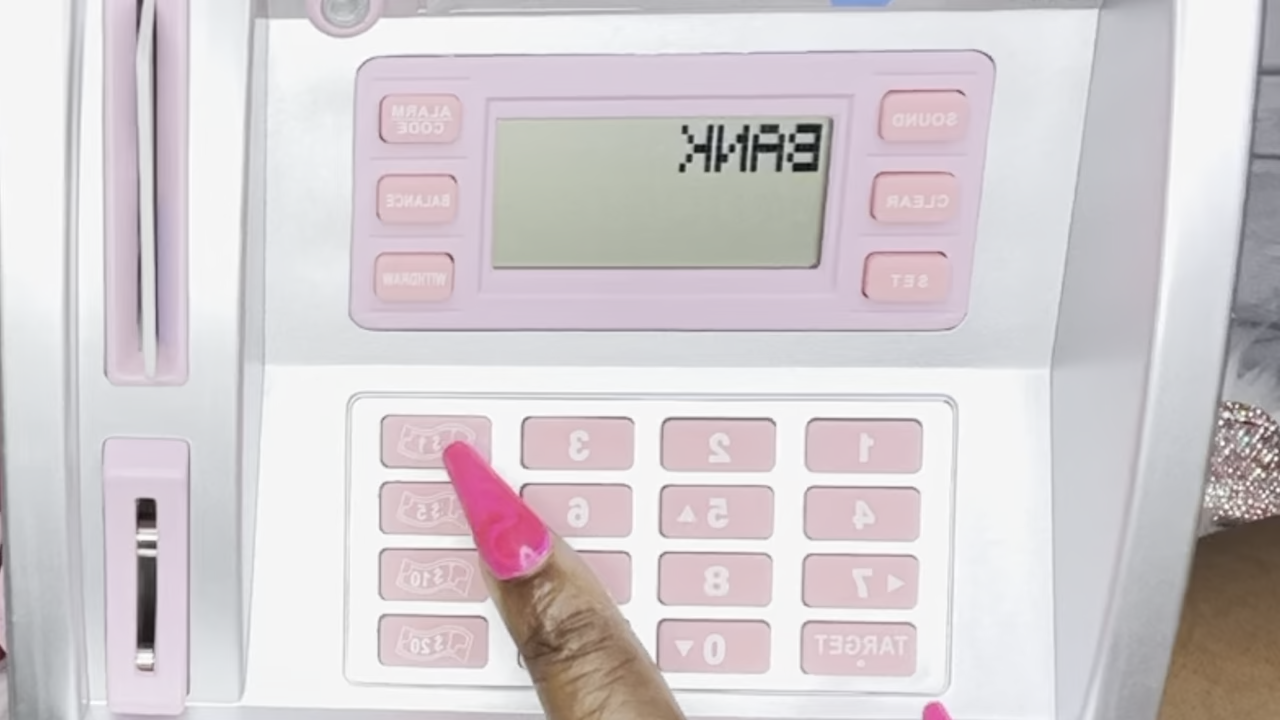 BANK
SOUND
CLEAR
SET
ALARM
CODE
BALANCE
WITHDRAW
1 2 3 $1
4 5 6 $5
7 8 $10
TARGET 0 $20